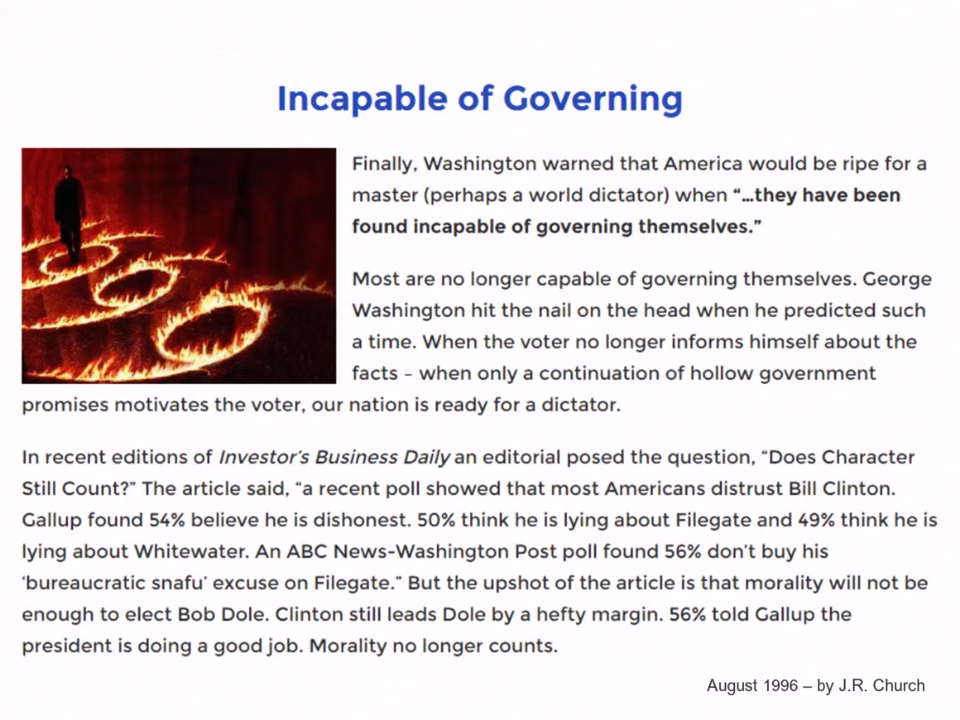 Incapable of Governing
Finally, Washington warned that America would be ripe for a
master (perhaps a world dictator) when “…they have been
found incapable of governing themselves.”
Most are no longer capable of governing themselves. George
Washington hit the nail on the head when he predicted such
a time. When the voter no longer informs himself about the
facts – when only a continuation of hollow government
promises motivates the voter, our nation is ready for a dictator.
In recent editions of Investor’s Business Daily an editorial posed the question, “Does Character
Still Count?” The article said, “a recent poll showed that most Americans distrust Bill Clinton.
Gallup found 54% believe he is dishonest. 50% think he is lying about Filegate and 49% think he is
lying about Whitewater. An ABC News-Washington Post poll found 56% don’t buy his
‘bureaucratic snafu’ excuse on Filegate.” But the upshot of the article is that morality will not be
enough to elect Bob Dole. Clinton still leads Dole by a hefty margin. 56% told Gallup the
president is doing a good job. Morality no longer counts.
August 1996 – by J.R. Church